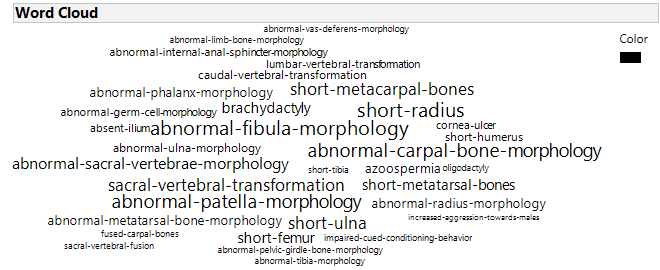 Word Cloud
abnormal-vas-deferens-morphology
abnormal-limb-bone-morphology
abnormal-internal-anal-sphincter-morphology
lumbar-vertebral-transformation
caudal-vertebral-transformation
abnormal-phalanx-morphology short-metacarpal-bones
abnormal-germ-cell-morphology brachydactyly short-radius
absent-ilium abnormal-fibula-morphology cornea-ulcer
short-humerus
abnormal-ulna-morphology abnormal-carpal-bone-morphology
abnormal-sacral-vertebrae-morphology short-tibia azoospermia oligodactyly
sacral-vertebral-transformation short-metatarsal-bones
abnormal-patella-morphology abnormal-radius-morphology
abnormal-metatarsal-bone-morphology short-ulna increased-aggression-towards-males
fused-carpal-bones short-femur impaired-cued-conditioning-behavior
sacral-vertebral-fusion abnormal-pelvic-girdle-bone-morphology
abnormal-tibia-morphology
Color